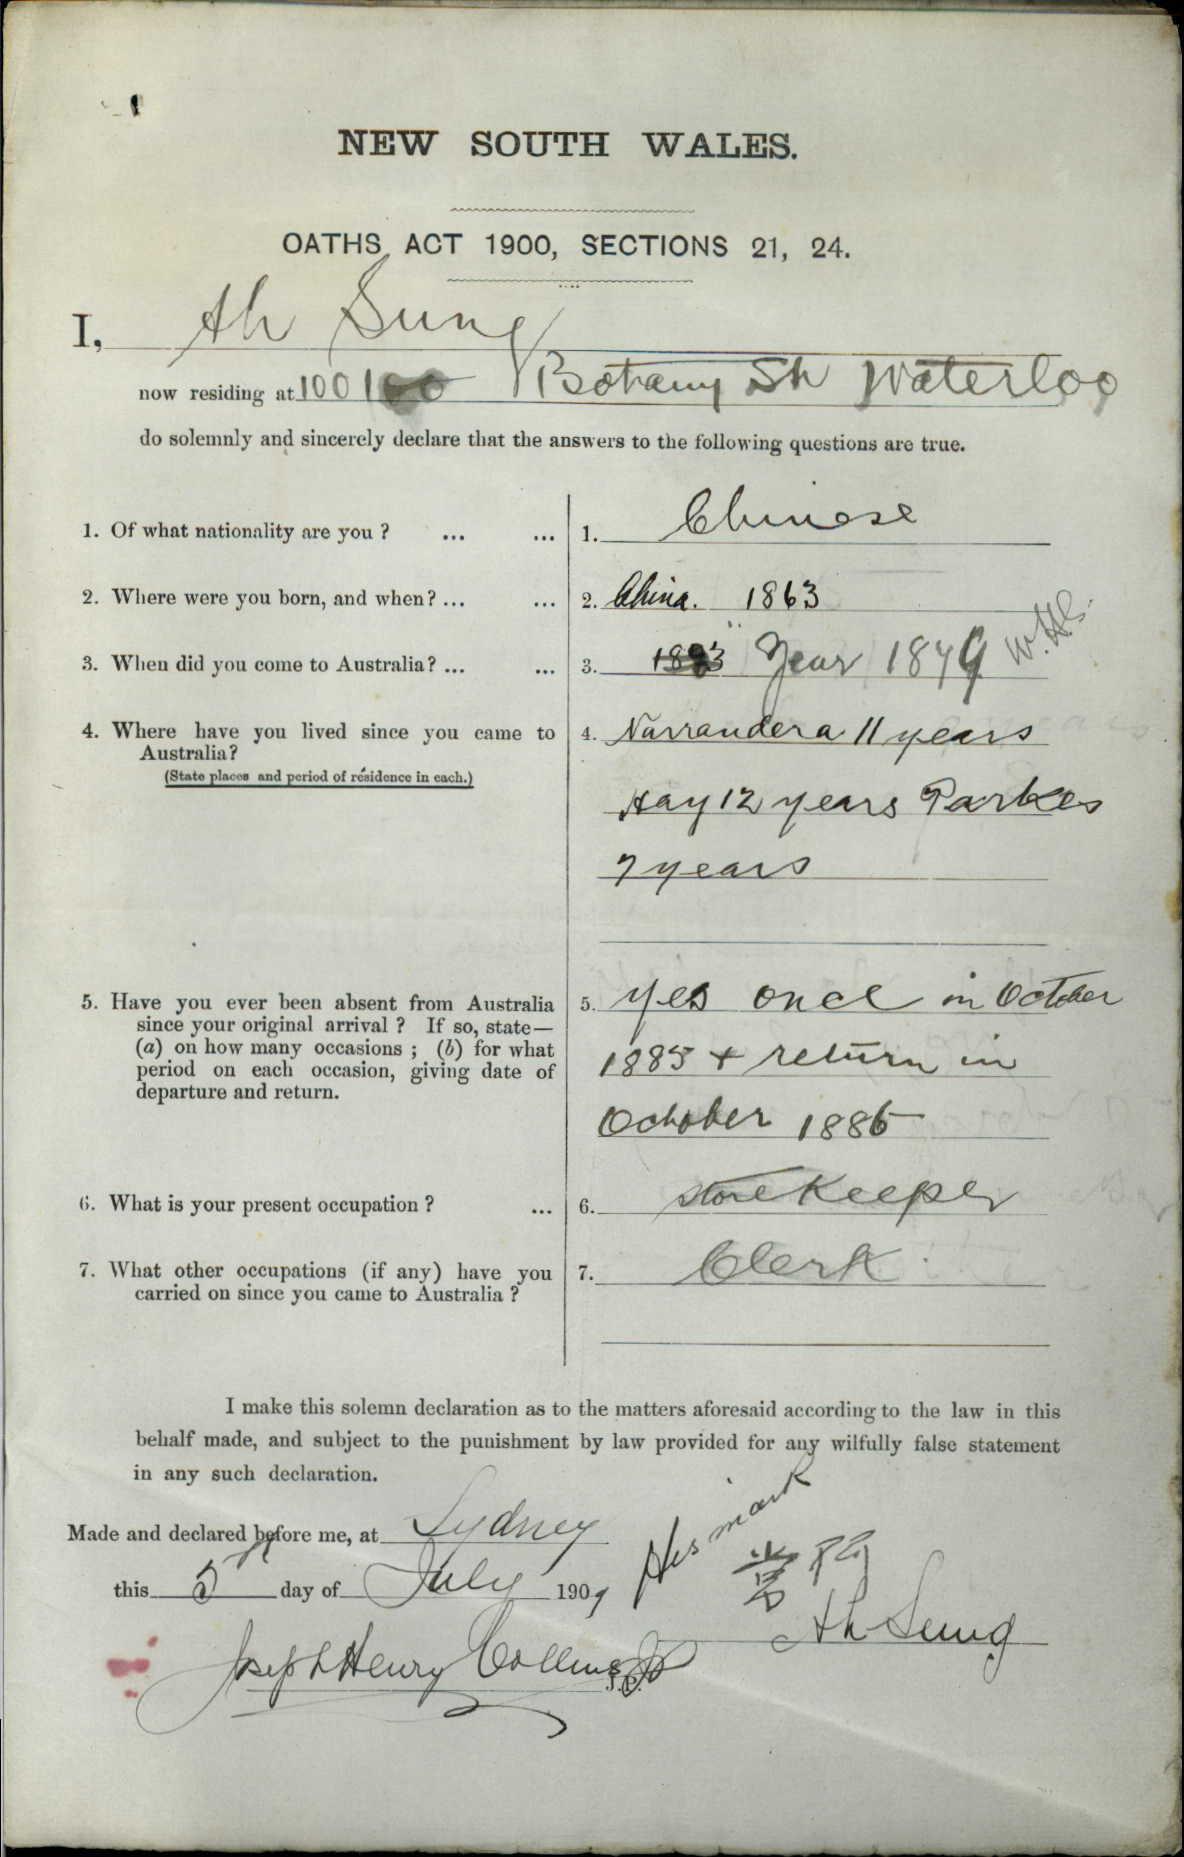 NEW SOUTH WALES.
OATHS ACT 1900, SECTIONS 21, 24.
I, Ah Sung
now residing at 100 Botany St Waterloo
do solemnly and sincerely declare that the answers to the following questions are true.
1. Of what nationality are you ? ... ... 1. Chinese
2. Where were you born, and when? ... ... 2. China. 1863
3. When did you come to Australia? ... ... 3. Year 1879 W.H.G.
4. Where have you lived since you came to 4. Narrandera 11 years
Australia?
(State places and period of residence in each.)
Hay 12 years Parkes
7 years
5. Have you ever been absent from Australia 5. Yes once in October
since your original arrival ? If so, state—
(a) on how many occasions ; (b) for what 1885 + return in
period on each occasion, giving date of
departure and return.
October 1886
6. What is your present occupation ? ... 6. Store Keeper
7. What other occupations (if any) have you 7. Clerk
carried on since you came to Australia ?
I make this solemn declaration as to the matters aforesaid according to the law in this
behalf made, and subject to the punishment by law provided for any wilfully false statement
in any such declaration.
Made and declared before me, at Sydney His mark
this 5th day of July 1909
Ah Sung
Joseph Henry Collins J.P.